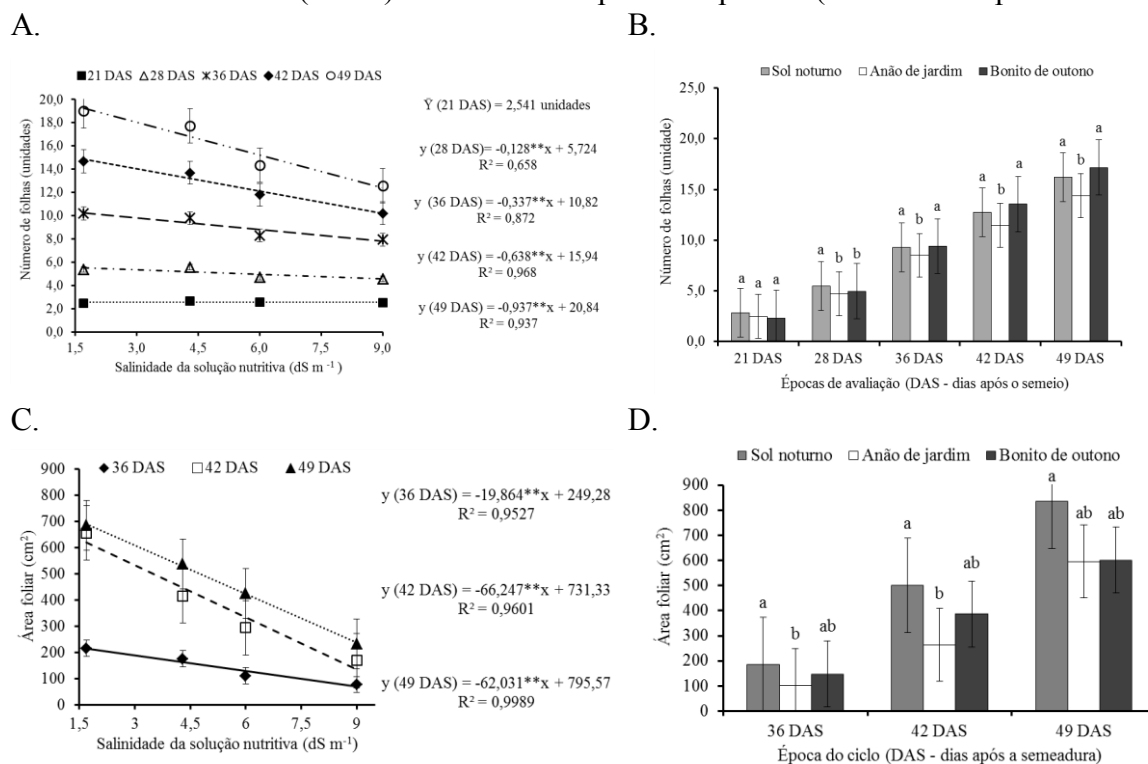 A.
21 DAS 28 DAS 36 DAS 42 DAS 49 DAS
Número de folhas (unidades)
20,0
18,0
16,0
14,0
12,0
10,0
8,0
6,0
4,0
2,0
0,0
1,5 3,0 4,5 6,0 7,5 9,0
Salinidade da solução nutritiva (dS m⁻¹)
Ȳ (21 DAS) = 2,541 unidades
y (28 DAS)= -0,128**x + 5,724
R² = 0,658
y (36 DAS) = -0,337**x + 10,82
R² = 0,872
y (42 DAS) = -0,638**x + 15,94
R² = 0,968
y (49 DAS) = -0,937**x + 20,84
R² = 0,937
B.
Sol noturno Anão de jardim Bonito de outono
Número de folhas (unidade)
25,0
20,0
15,0
10,0
5,0
0,0
a a a
a b b
a b a
a b a
a b a
21 DAS 28 DAS 36 DAS 42 DAS 49 DAS
Épocas de avaliação (DAS - dias após o semeio)
C.
36 DAS 42 DAS 49 DAS
Área foliar (cm²)
900
800
700
600
500
400
300
200
100
0
1,5 3 4,5 6 7,5 9
Salinidade da solução nutritiva (dS m⁻¹)
y (36 DAS) = -19,864**x + 249,28
R² = 0,9527
y (42 DAS) = -66,247**x + 731,33
R² = 0,9601
y (49 DAS) = -62,031**x + 795,57
R² = 0,9989
D.
Sol noturno Anão de jardim Bonito de outono
Área foliar (cm²)
900
800
700
600
500
400
300
200
100
0
a b ab
a b ab
a ab ab
36 DAS 42 DAS 49 DAS
Época do ciclo (DAS - dias após a semeadura)